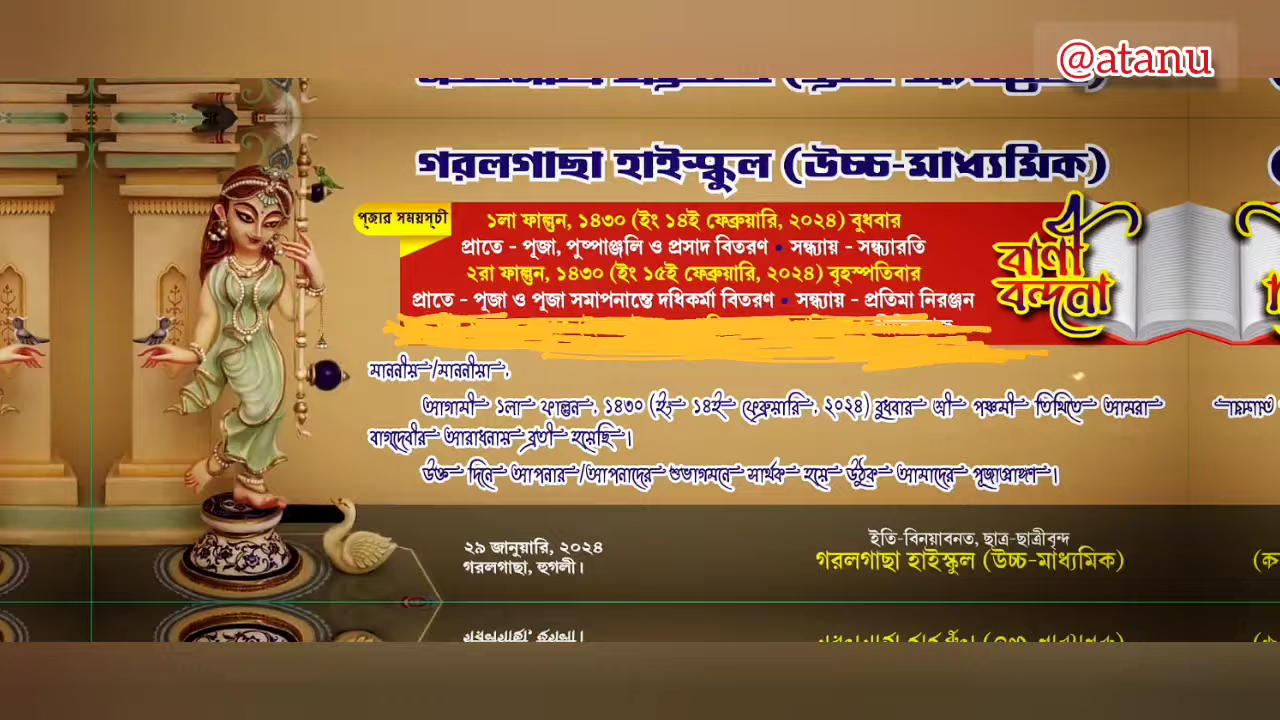 @atanu
গরলগাছা হাইস্কুল (উচ্চ-মাধ্যমিক)
পূজার সময়সূচী
১লা ফাল্গুন, ১৪৩০ (ইং ১৪ই ফেব্রুয়ারি, ২০২৪) বুধবার
প্রাতে - পূজা, পুষ্পাঞ্জলি ও প্রসাদ বিতরণ • সন্ধ্যায় - সন্ধ্যারতি
২রা ফাল্গুন, ১৪৩০ (ইং ১৫ই ফেব্রুয়ারি, ২০২৪) বৃহস্পতিবার
প্রাতে - পূজা ও পূজা সমাপনান্তে দধিকর্মা বিতরণ • সন্ধ্যায় - প্রতিমা নিরঞ্জন
বাণী
বন্দনা
মাননীয়/মাননীয়া,
আগামী ১লা ফাল্গুন, ১৪৩০ (ইং ১৪ই ফেব্রুয়ারি, ২০২৪) বুধবার শ্রী পঞ্চমী তিথিতে আমরা
বাগ্দেবীর আরাধনায় ব্রতী হয়েছি।
উক্ত দিনে আপনার/আপনাদের শুভাগমনে সার্থক হয়ে উঠুক আমাদের পূজাপ্রাঙ্গণ।
২৯ জানুয়ারি, ২০২৪
গরলগাছা, হুগলী।
ইতি-বিনয়াবনত, ছাত্র-ছাত্রীবৃন্দ
গরলগাছা হাইস্কুল (উচ্চ-মাধ্যমিক)